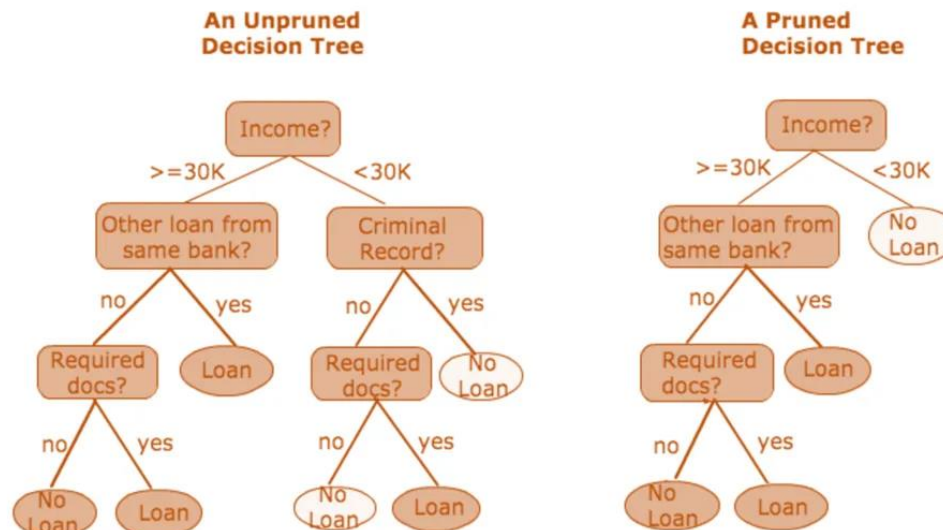 An Unpruned
Decision Tree
A Pruned
Decision Tree
Income?
>=30K
<30K
Other loan from
same bank?
Criminal
Record?
no
yes
no
yes
Required
docs?
Loan
Required
docs?
No
Loan
no
yes
no
yes
No
Loan
Loan
No
Loan
Loan
Income?
>=30K
<30K
Other loan from
same bank?
No
Loan
no
yes
Required
docs?
Loan
no
yes
No
Loan
Loan